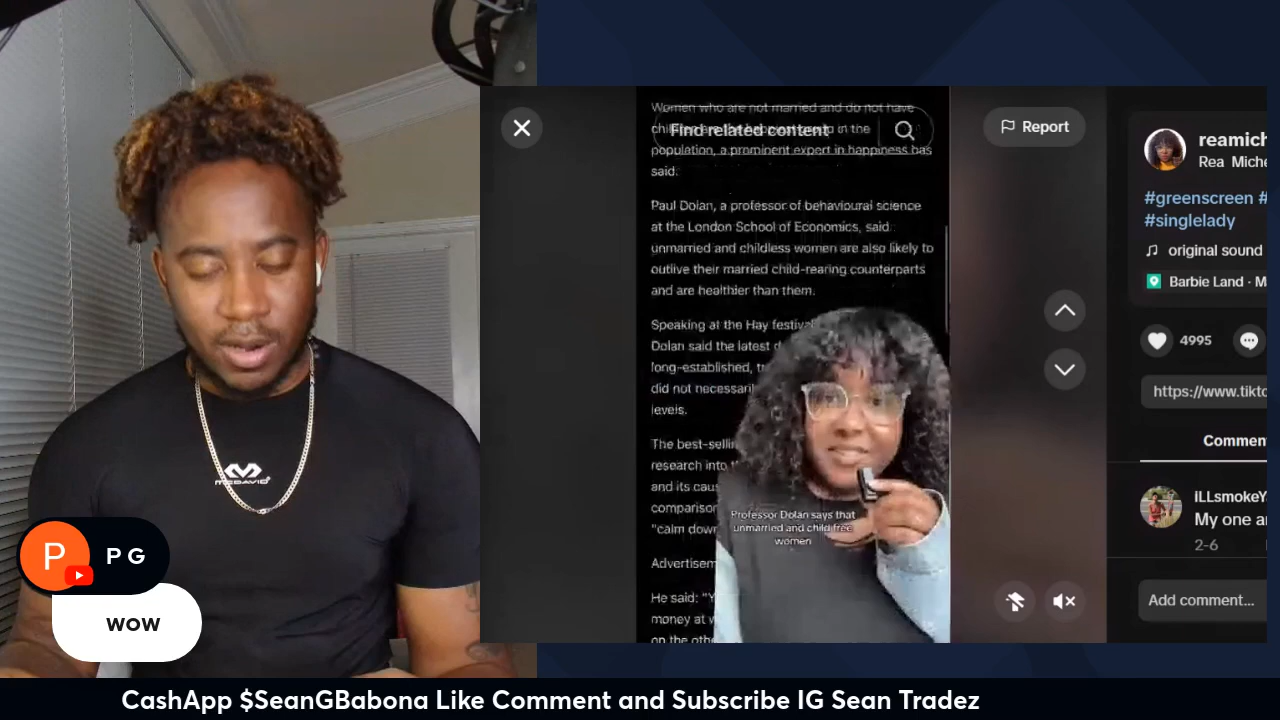 Women who are not married and do not have
Find related content
population, a prominent expert in happiness has
said.
Paul Dolan, a professor of behavioural science
at the London School of Economics, said
unmarried and childless women are also likely to
outlive their married child-rearing counterparts
and are healthier than them.
Speaking at the Hay festival
Dolan said the latest
long-established,
did not
levels.
The
research into
and its
comparison
"calm down
Advertisem
He said: "Y
money at w
on the othe
Professor Dolan says that
unmarried and child free
women
Report
reamich
Rea Miche
#greenscreen #
#singlelady
original sound
Barbie Land · M
4995
https://www.tikto
Commen
iLLsmokeY
My one a
2-6
Add comment...
MCDAVID
P
P G
wow
CashApp $SeanGBabona Like Comment and Subscribe IG Sean Tradez